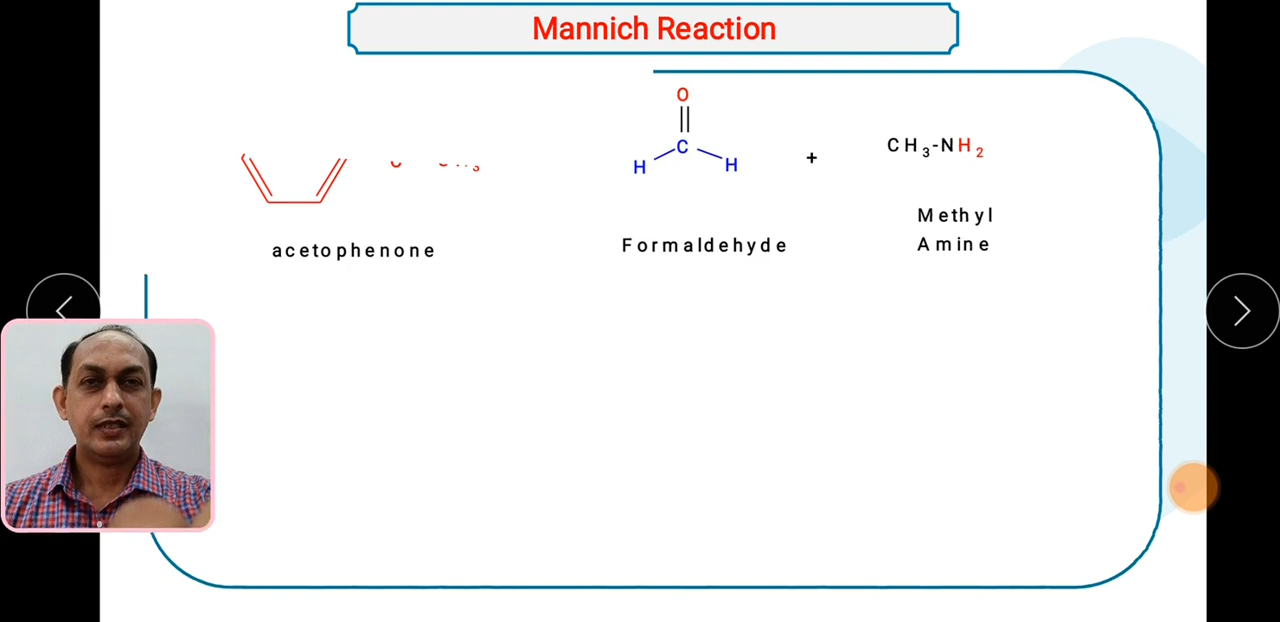 Mannich Reaction
O
C
H H
+
CH3-NH2
acetophenone
Formaldehyde
Methyl
Amine